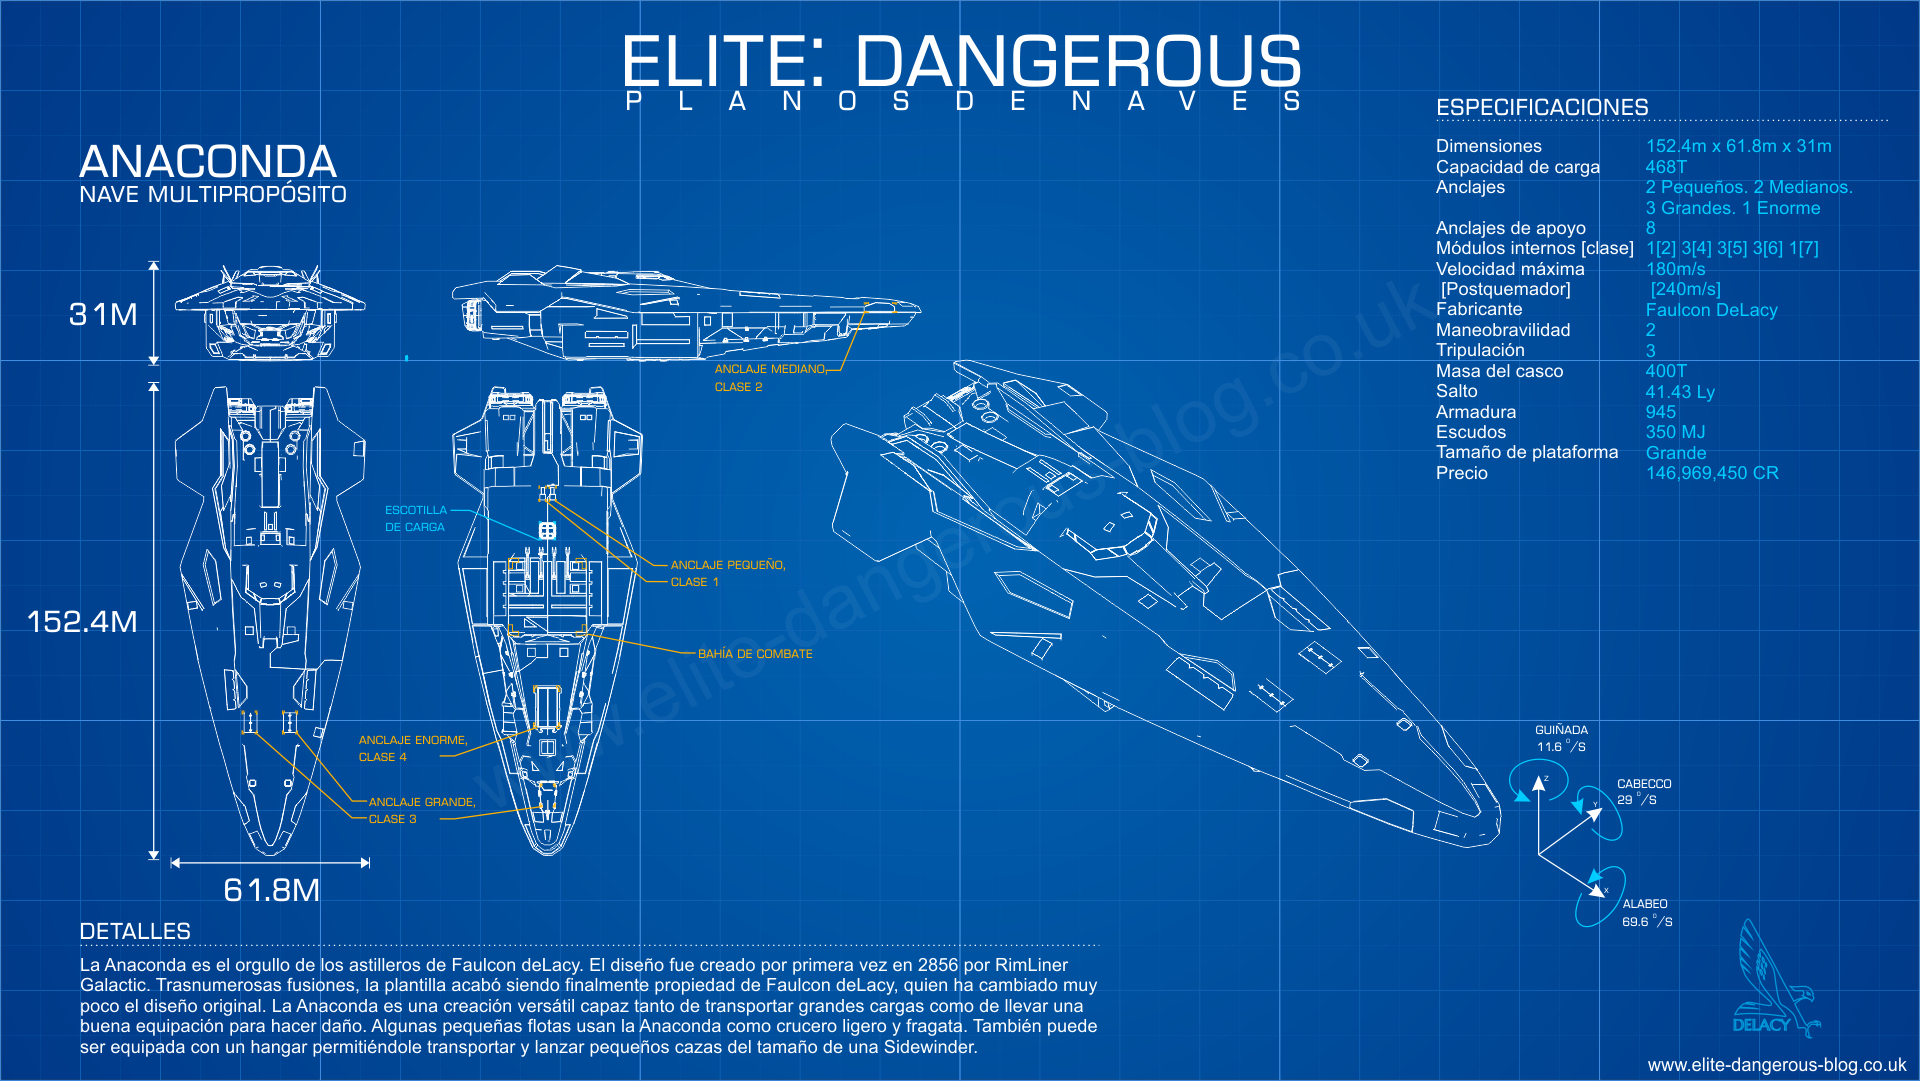 ELITE: DANGEROUS
PLANOS DE NAVES
ANACONDA
NAVE MULTIPROPÓSITO
ESPECIFICACIONES
Dimensiones 152.4m x 61.8m x 31m
Capacidad de carga 468T
Anclajes 2 Pequeños. 2 Medianos.
3 Grandes. 1 Enorme
Anclajes de apoyo 8
Módulos internos [clase] 1[2] 3[4] 3[5] 3[6] 1[7]
Velocidad máxima 180m/s
[Postquemador] [240m/s]
Fabricante Faulcon DeLacy
Maneobravilidad 2
Tripulación 3
Masa del casco 400T
Salto 41.43 Ly
Armadura 945
Escudos 350 MJ
Tamaño de plataforma Grande
Precio 146,969,450 CR
31M
ANCLAJE MEDIANO,
CLASE 2
152.4M
ESCOTILLA
DE CARGA
ANCLAJE PEQUEÑO,
CLASE 1
BAHÍA DE COMBATE
ANCLAJE ENORME,
CLASE 4
ANCLAJE GRANDE,
CLASE 3
61.8M
www.elite-dangerous-blog.co.uk
GUIÑADA
11.6 °/S
Z
CABECCO
29 °/S
Y
X
ALABEO
69.6 °/S
DETALLES
La Anaconda es el orgullo de los astilleros de Faulcon deLacy. El diseño fue creado por primera vez en 2856 por RimLiner
Galactic. Trasnumerosas fusiones, la plantilla acabó siendo finalmente propiedad de Faulcon deLacy, quien ha cambiado muy
poco el diseño original. La Anaconda es una creación versátil capaz tanto de transportar grandes cargas como de llevar una
buena equipación para hacer daño. Algunas pequeñas flotas usan la Anaconda como crucero ligero y fragata. También puede
ser equipada con un hangar permitiéndole transportar y lanzar pequeños cazas del tamaño de una Sidewinder.
DELACY
www.elite-dangerous-blog.co.uk